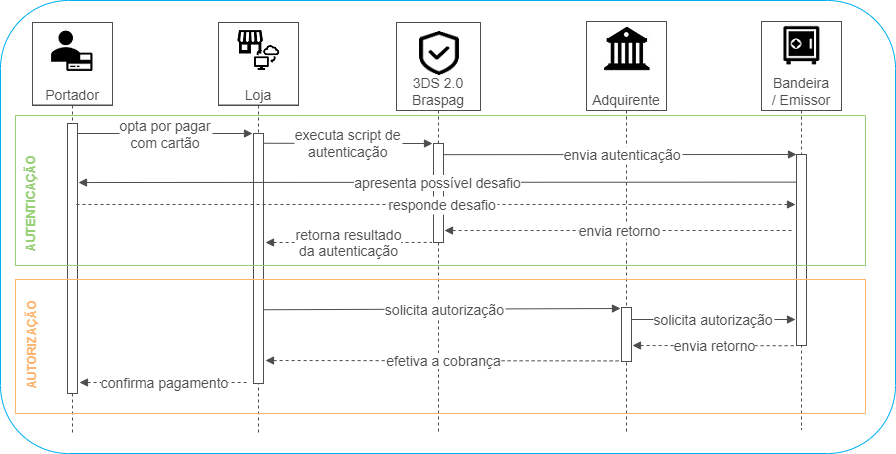 Portador
Loja
3DS 2.0
Braspag
Adquirente
Bandeira
/ Emissor
AUTENTICAÇÃO
opta por pagar
com cartão
executa script de
autenticação
envia autenticação
apresenta possível desafio
responde desafio
envia retorno
retorna resultado
da autenticação
AUTORIZAÇÃO
solicita autorização
solicita autorização
envia retorno
efetiva a cobrança
confirma pagamento